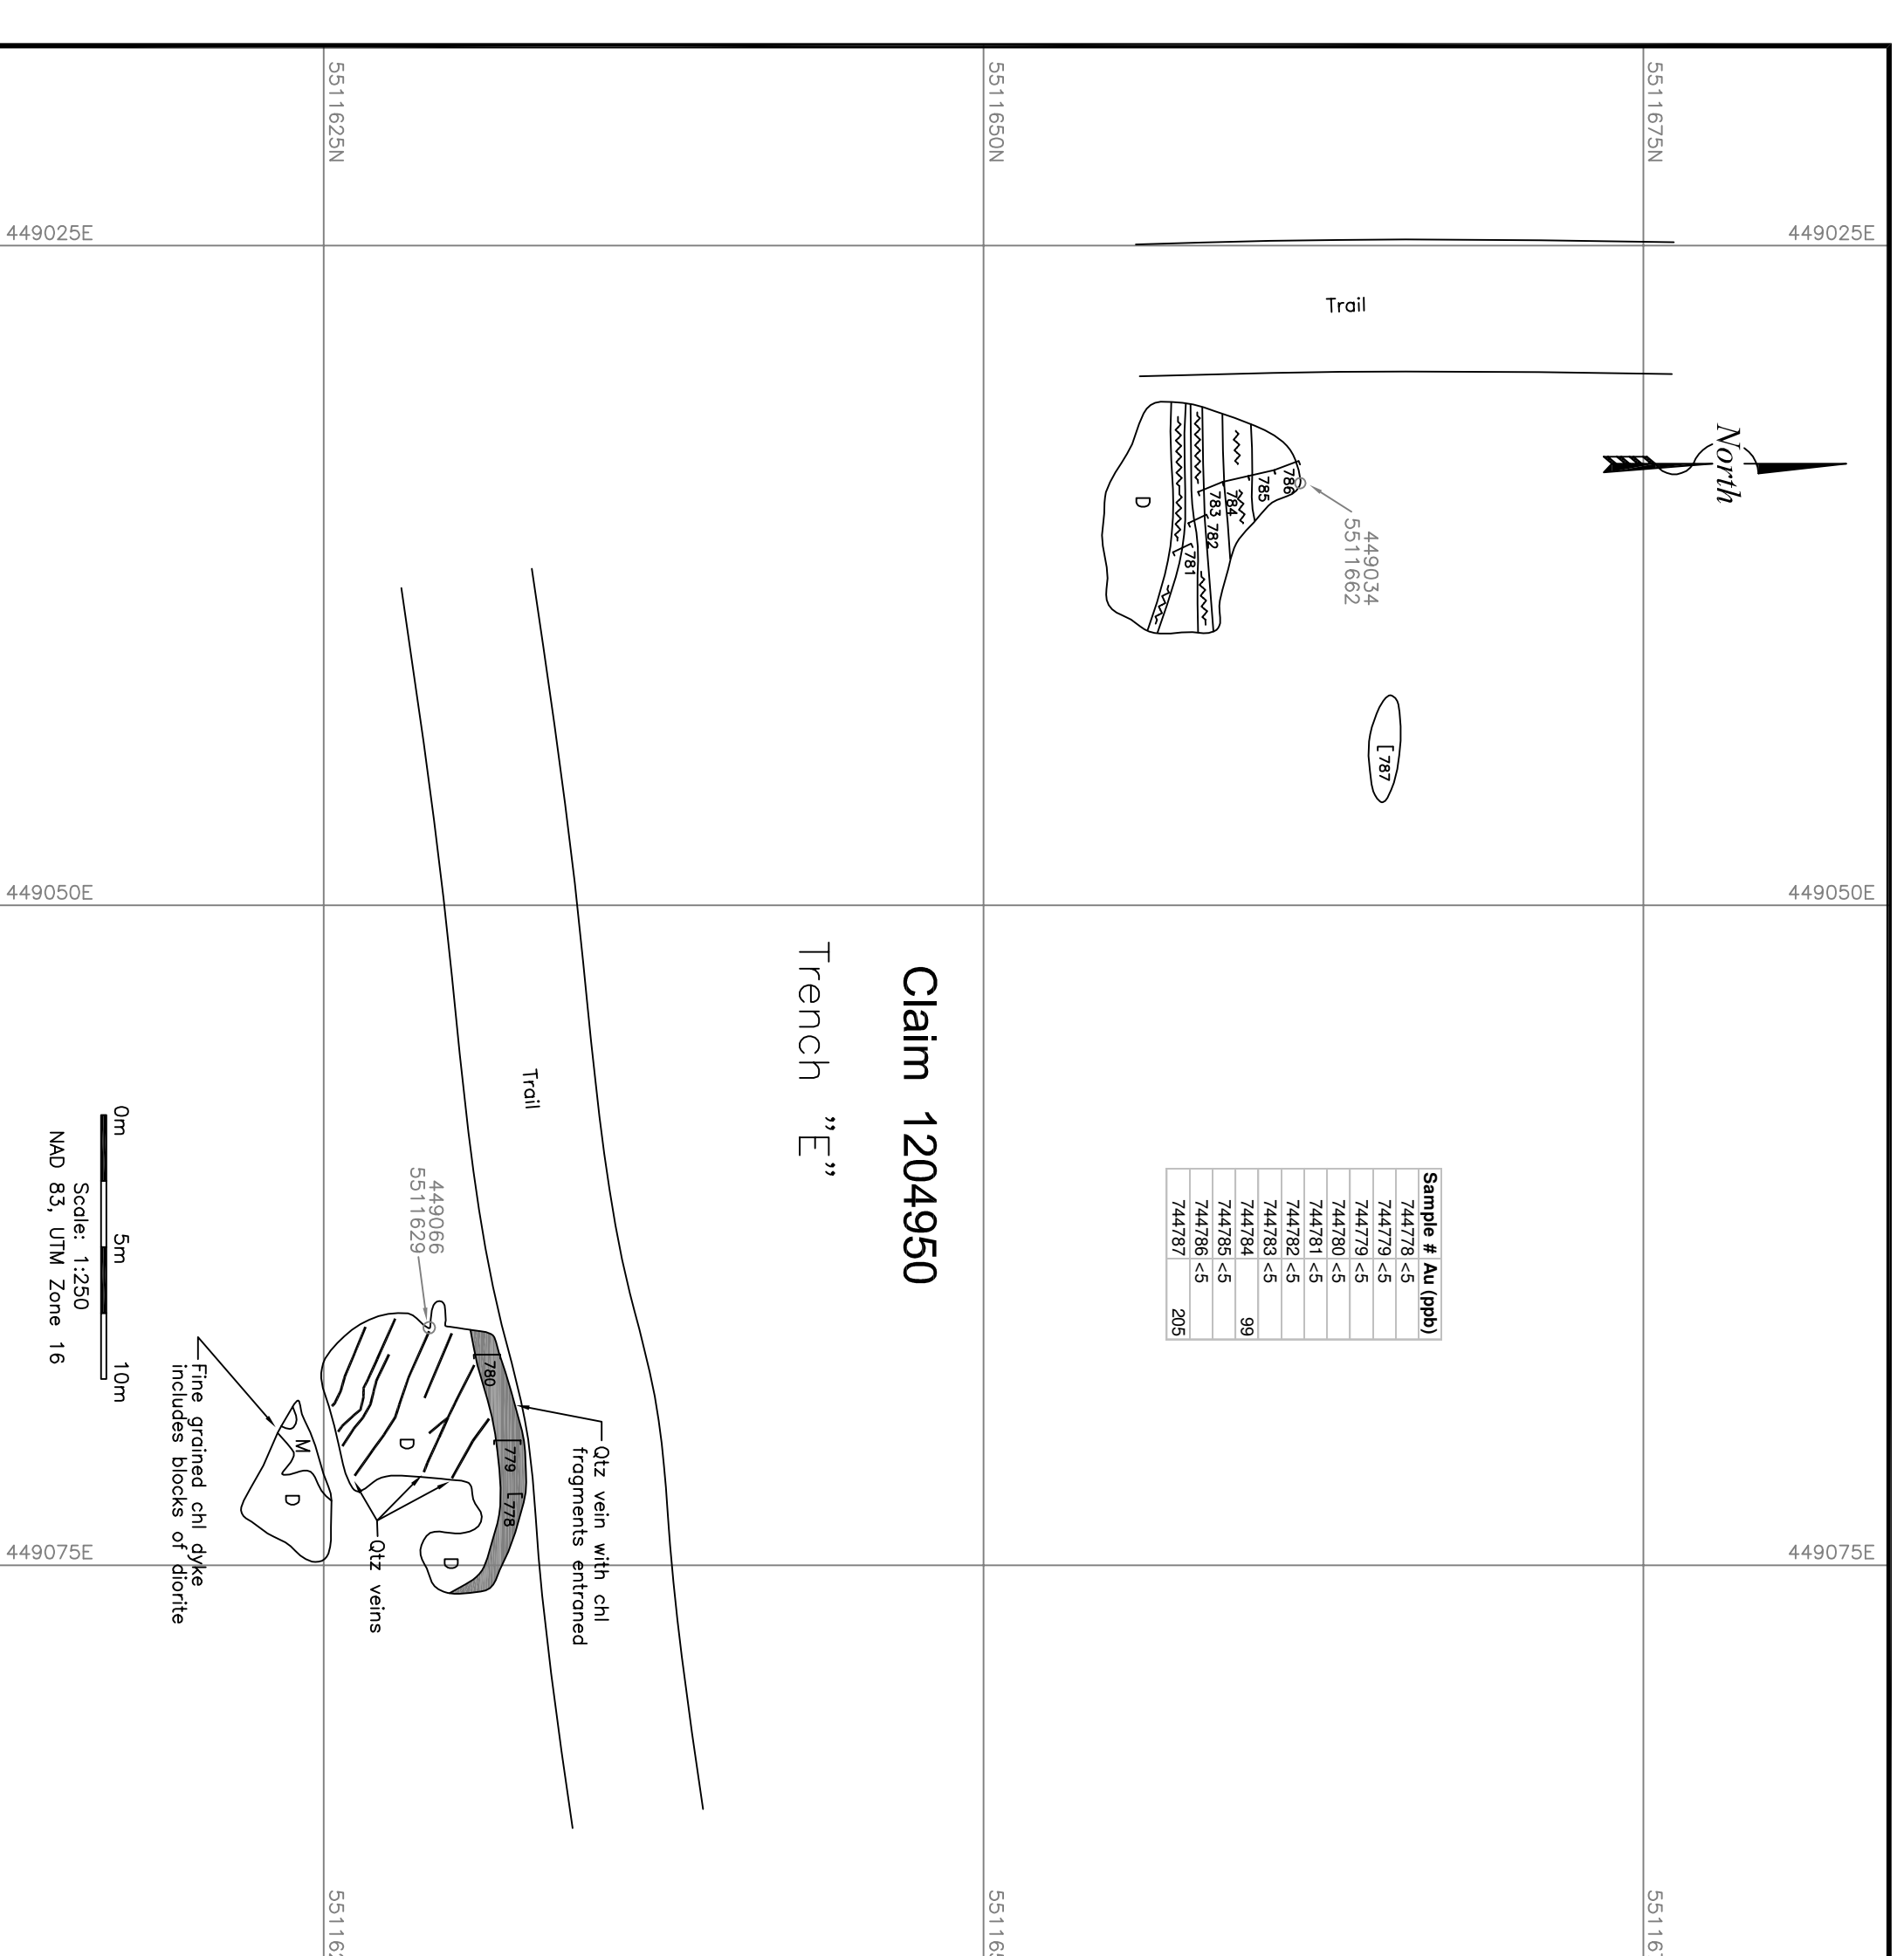 449025E
449050E
449075E
North
5511675N
Trail
449034
5511662
787
786
785
784
783
782
781
D
Sample # Au (ppb)
744778 <5
744779 <5
744779 <5
744780 <5
744781 <5
744782 <5
744783 <5
744784 99
744785 <5
744786 <5
744787 205
5511650N
Claim 1204950
Trench "E"
Trail
Qtz vein with chl
fragments entrained
780
779
778
449066
5511629
D
D
Qtz veins
5511625N
M
D
Fine grained chl dyke
includes blocks of diorite
0m 5m 10m
Scale: 1:250
NAD 83, UTM Zone 16
449025E
449050E
449075E